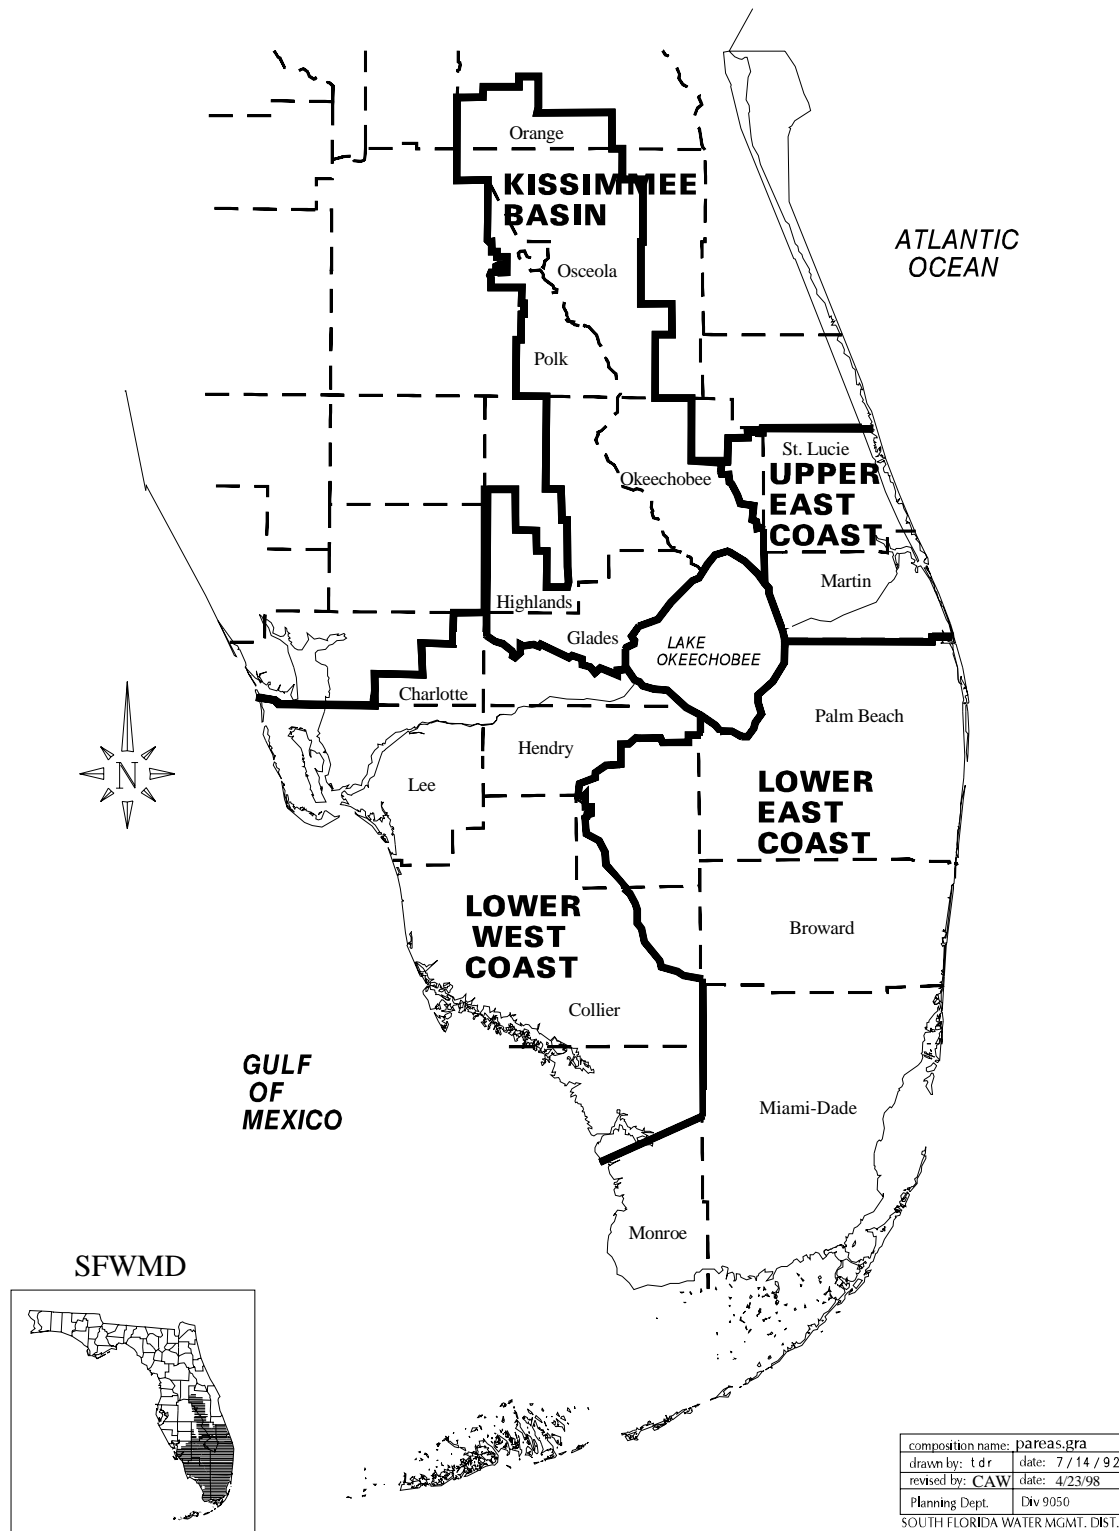 Orange
KISSIMMEE
BASIN
ATLANTIC
OCEAN
Osceola
Polk
St. Lucie
Okeechobee
UPPER
EAST
COAST
Martin
Highlands
Glades
LAKE
OKEECHOBEE
Charlotte
Palm Beach
Hendry
N
Lee
LOWER
EAST
COAST
LOWER
WEST
COAST
Broward
Collier
GULF
OF
MEXICO
Miami-Dade
Monroe
SFWMD
composition name: pareas.gra
drawn by: tdr date: 7/14/92
revised by: CAW date: 4/23/98
Planning Dept. Div 9050
SOUTH FLORIDA WATER MGMT. DIST.